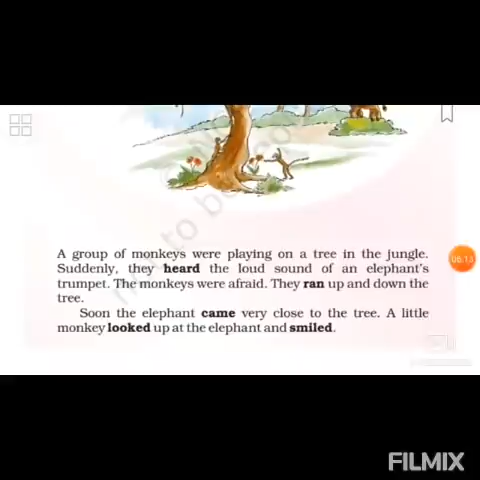 A group of monkeys were playing on a tree in the jungle.
Suddenly, they heard the loud sound of an elephant's
trumpet. The monkeys were afraid. They ran up and down the
tree.
Soon the elephant came very close to the tree. A little
monkey looked up at the elephant and smiled.
06:13
FILMIX